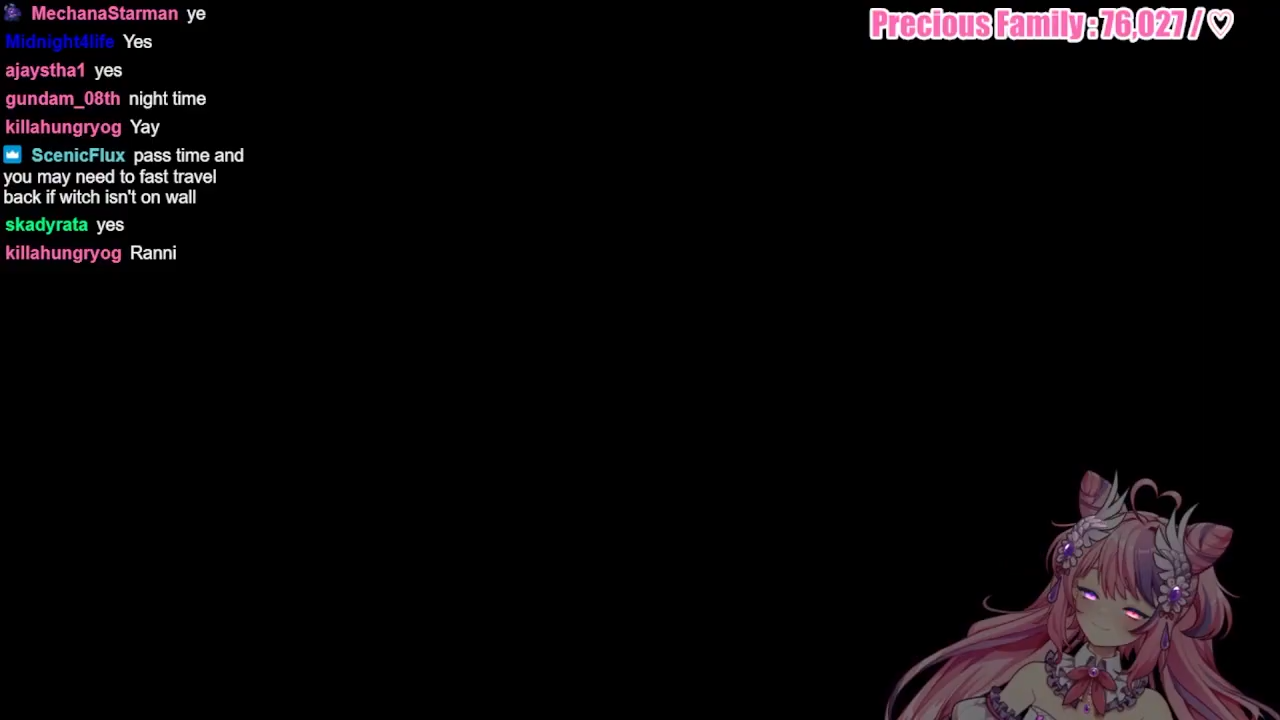 MechanaStarman ye
Midnight4life Yes
ajaystha1 yes
gundam_08th night time
killahungryog Yay
ScenicFlux pass time and
you may need to fast travel
back if witch isn't on wall
skadyrata yes
killahungryog Ranni
Precious Family : 76,027 / ♡